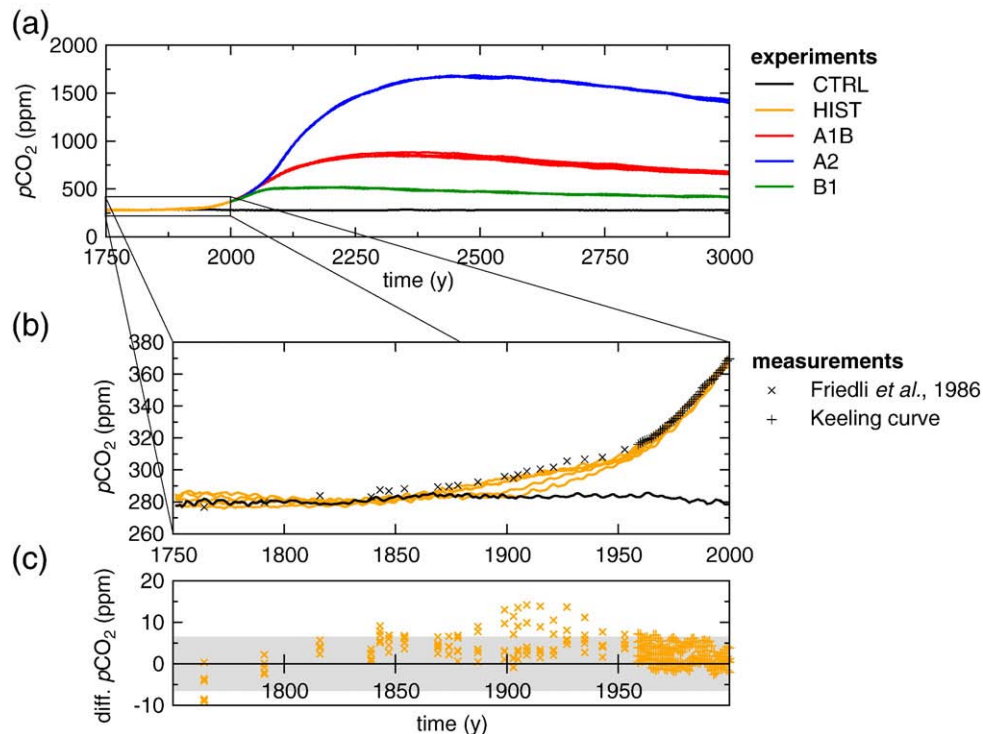 (a)
2000
1500
1000
500
0
pCO2 (ppm)
1750 2000 2250 2500 2750 3000
time (y)
experiments
CTRL
HIST
A1B
A2
B1
(b)
380
360
340
320
300
280
260
pCO2 (ppm)
1750 1800 1850 1900 1950 2000
measurements
× Friedli et al., 1986
+ Keeling curve
(c)
20
10
0
-10
diff. pCO2 (ppm)
1800 1850 1900 1950
time (y)